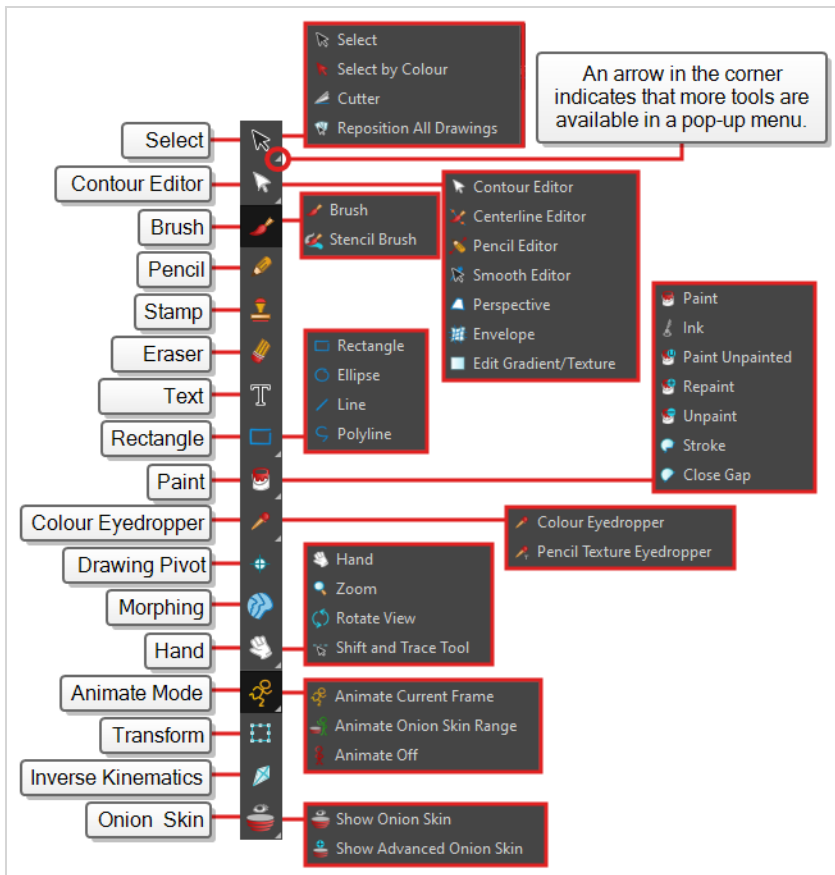 Select
Select by Colour
Cutter
Reposition All Drawings
An arrow in the corner
indicates that more tools are
available in a pop-up menu.
Select
Contour Editor
Brush
Pencil
Stamp
Eraser
Text
Rectangle
Paint
Colour Eyedropper
Drawing Pivot
Morphing
Hand
Animate Mode
Transform
Inverse Kinematics
Onion Skin
Contour Editor
Centerline Editor
Pencil Editor
Smooth Editor
Perspective
Envelope
Edit Gradient/Texture
Brush
Stencil Brush
Rectangle
Ellipse
Line
Polyline
Paint
Ink
Paint Unpainted
Repaint
Unpaint
Stroke
Close Gap
Colour Eyedropper
Pencil Texture Eyedropper
Hand
Zoom
Rotate View
Shift and Trace Tool
Animate Current Frame
Animate Onion Skin Range
Animate Off
Show Onion Skin
Show Advanced Onion Skin